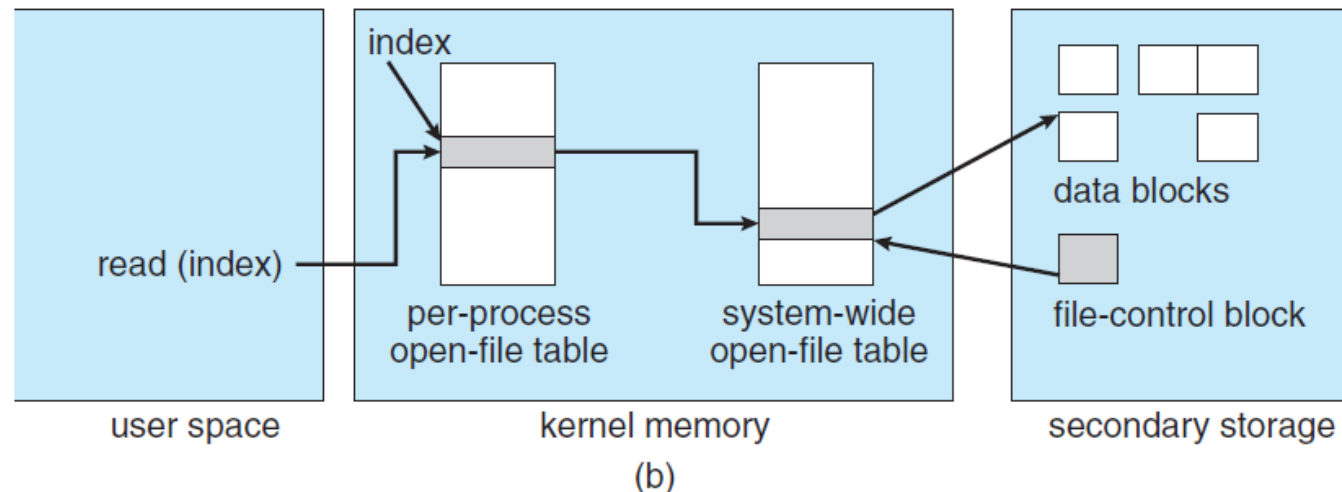 index
read (index)
per-process
open-file table
system-wide
open-file table
data blocks
file-control block
user space
kernel memory
secondary storage
(b)